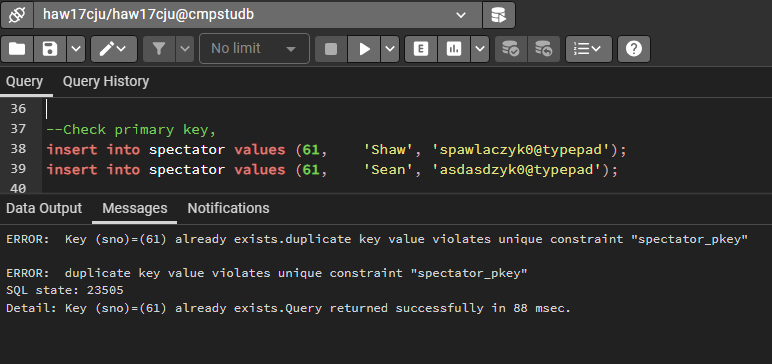 haw17cju/haw17cju@cmpstudb
No limit
E
Query Query History
36
37 --Check primary key,
38 insert into spectator values (61, 'Shaw', 'spawlaczyk0@typepad');
39 insert into spectator values (61, 'Sean', 'asdasdzyk0@typepad');
40
Data Output Messages Notifications
ERROR: Key (sno)=(61) already exists.duplicate key value violates unique constraint "spectator_pkey"
ERROR: duplicate key value violates unique constraint "spectator_pkey"
SQL state: 23505
Detail: Key (sno)=(61) already exists.Query returned successfully in 88 msec.